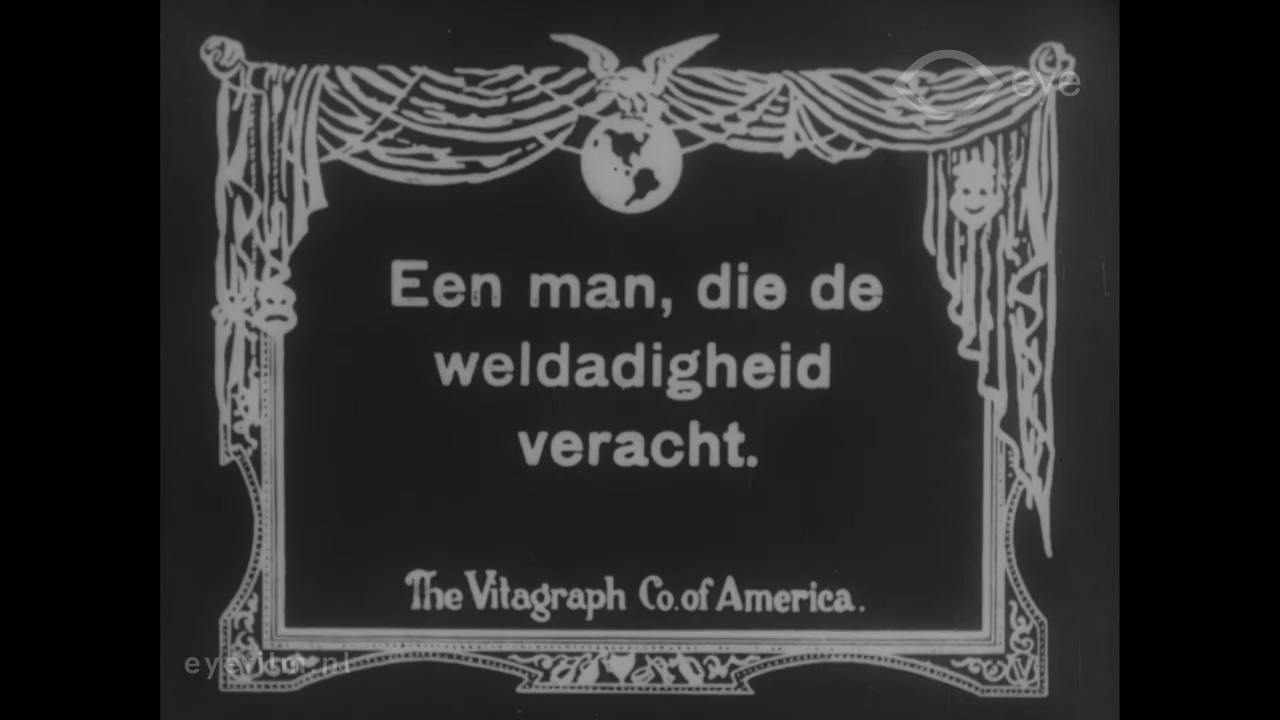 eye
Een man, die de
weldadigheid
veracht.
The Vitagraph Co. of America.
eyefilm.nl